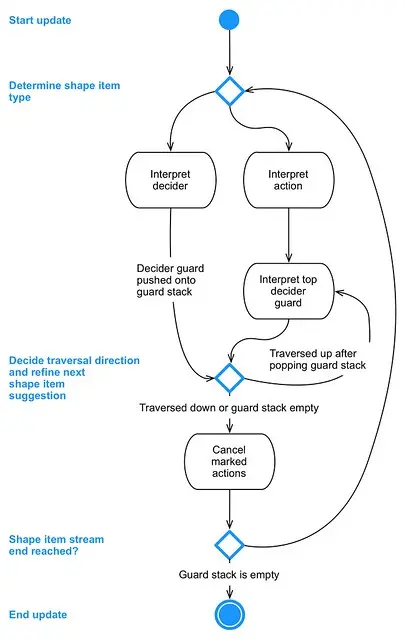 Start update
Determine shape item
type
Interpret
decider
Interpret
action
Decider guard
pushed onto
guard stack
Interpret top
decider
guard
Decide traversal direction
and refine next
shape item
suggestion
Traversed up after
popping guard stack
Traversed down or guard stack empty
Cancel
marked
actions
Shape item stream
end reached?
Guard stack is empty
End update